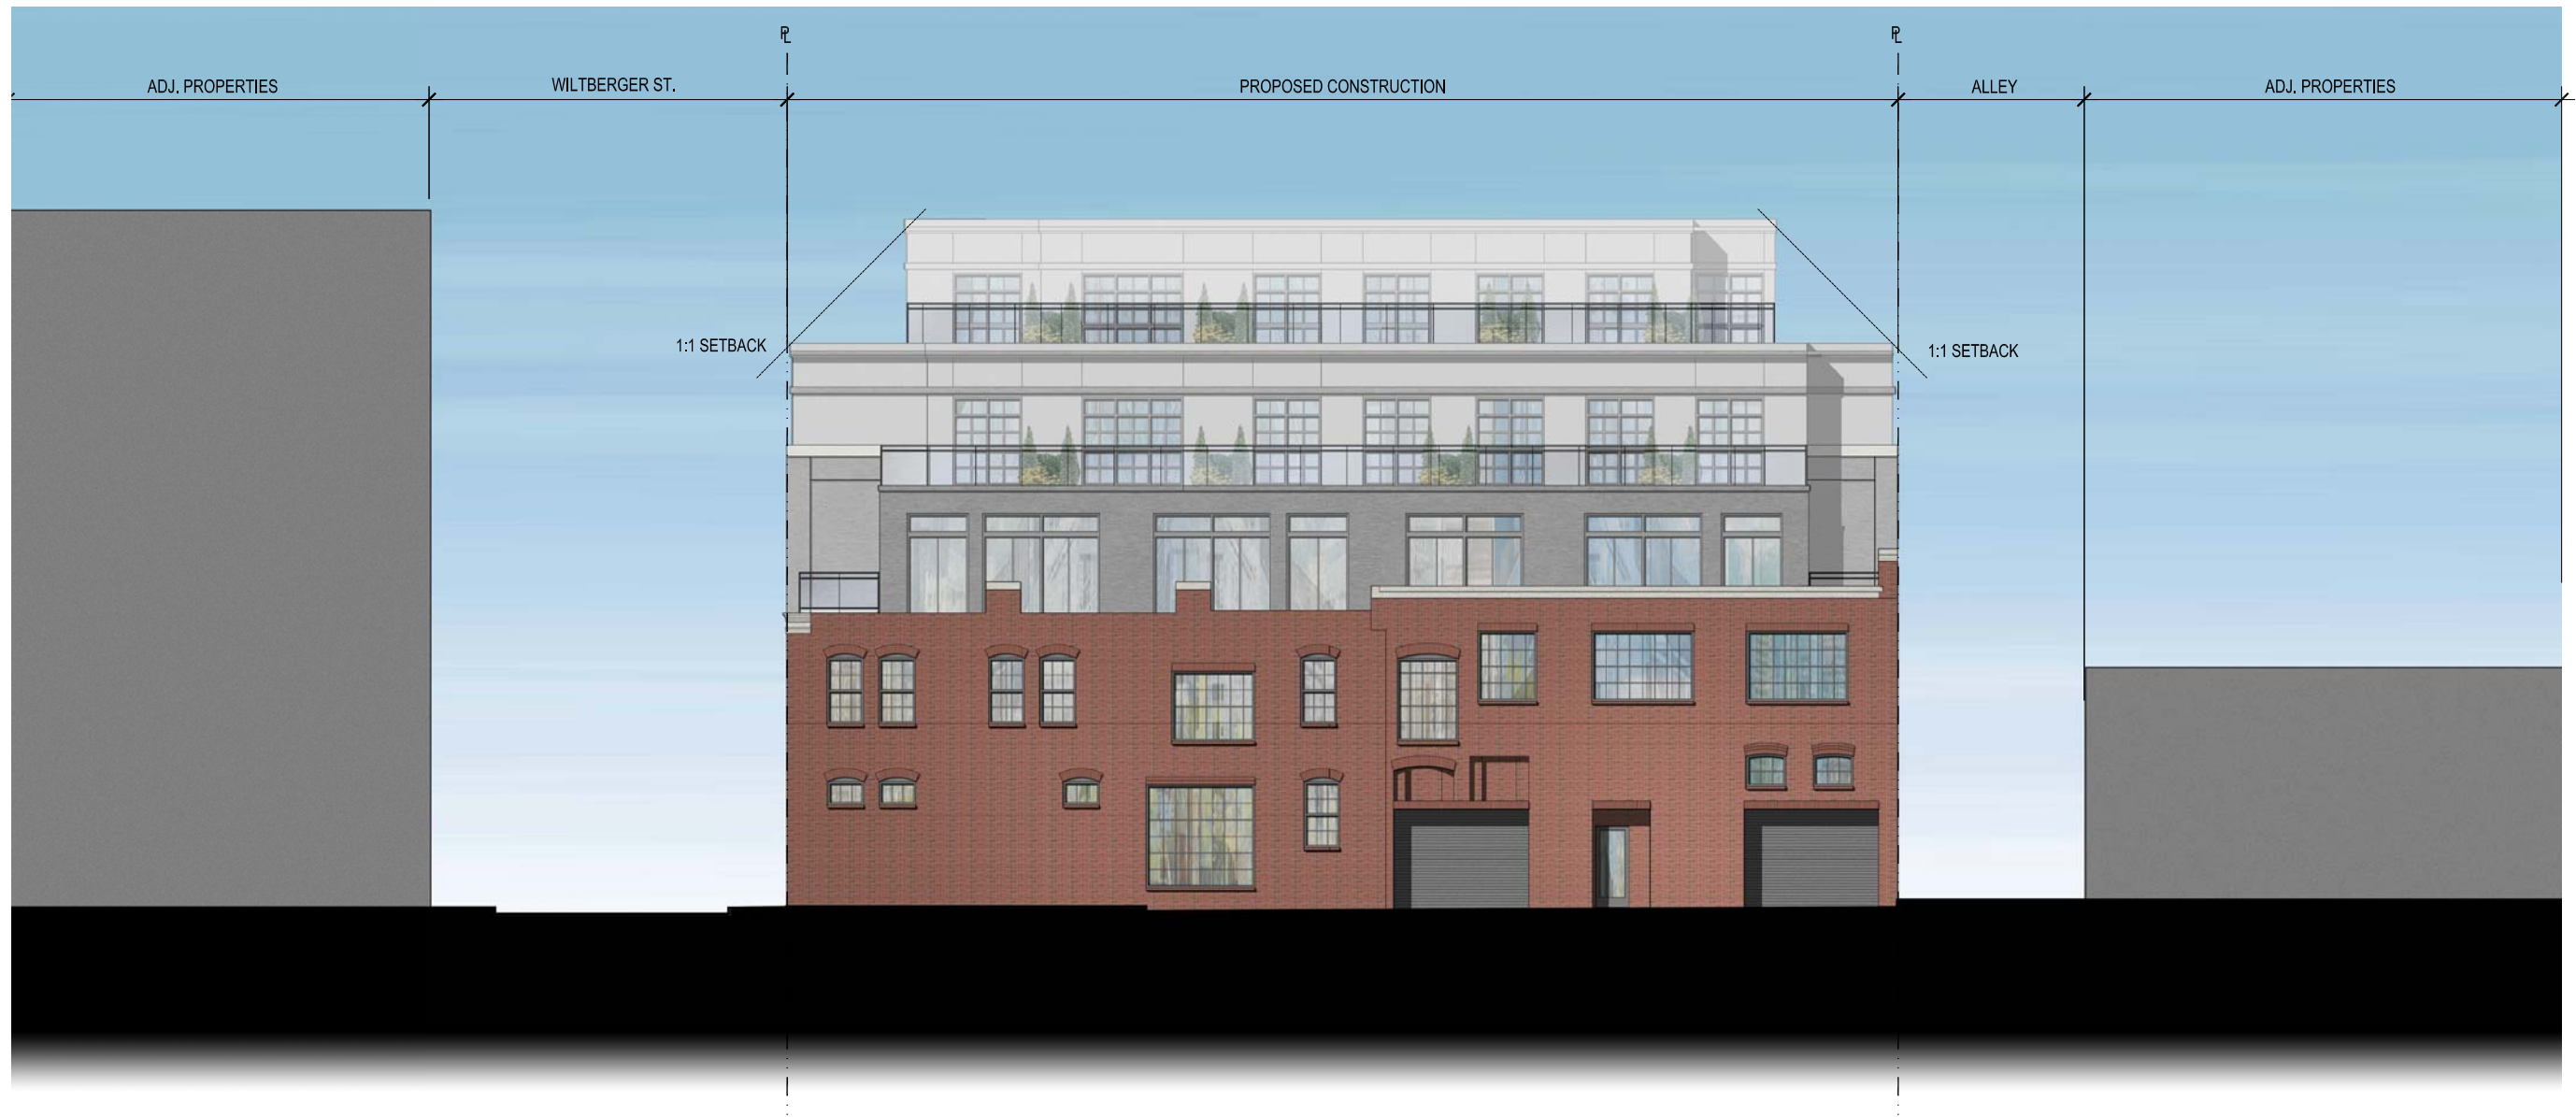 PL
PL
ADJ. PROPERTIES
WILTBERGER ST.
PROPOSED CONSTRUCTION
ALLEY
ADJ. PROPERTIES
1:1 SETBACK
1:1 SETBACK